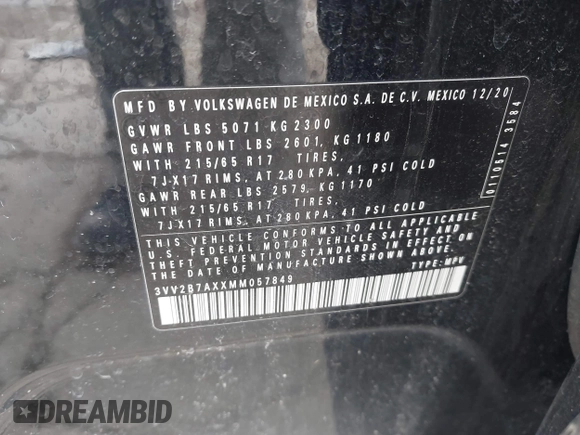 MFD BY VOLKSWAGEN DE MEXICO S.A. DE C.V. MEXICO 12/20
GVWR LBS 5071 KG 2300
GAWR FRONT LBS 2601, KG 1180
WITH 215/65 R17 TIRES,
7J-X17 RIMS, AT 280 KPA, 41 PSI COLD
GAWR REAR LBS 2579, KG 1170
WITH 215/65 R17 TIRES,
7JX17 RIMS, AT 280 KPA, 41 PSI COLD
THIS VEHICLE CONFORMS TO ALL APPLICABLE
U.S. FEDERAL MOTOR VEHICLE SAFETY AND
THEFT PREVENTION STANDARDS IN EFFECT ON
THE DATE OF MANUFACTURE SHOWN ABOVE.
3VV2B7AXXMM057849 TYPE: MPV
0110514 3584
DREAMBID